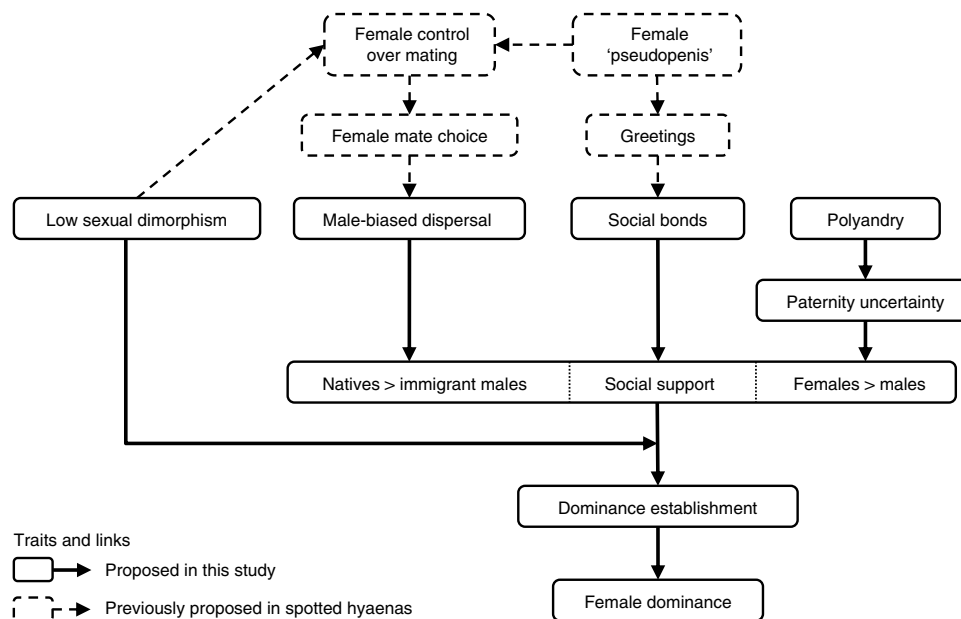 Female control
over mating
Female
‘pseudopenis’
Female mate choice
Greetings
Low sexual dimorphism
Male-biased dispersal
Social bonds
Polyandry
Paternity uncertainty
Natives > immigrant males
Social support
Females > males
Dominance establishment
Female dominance
Traits and links
Proposed in this study
Previously proposed in spotted hyaenas